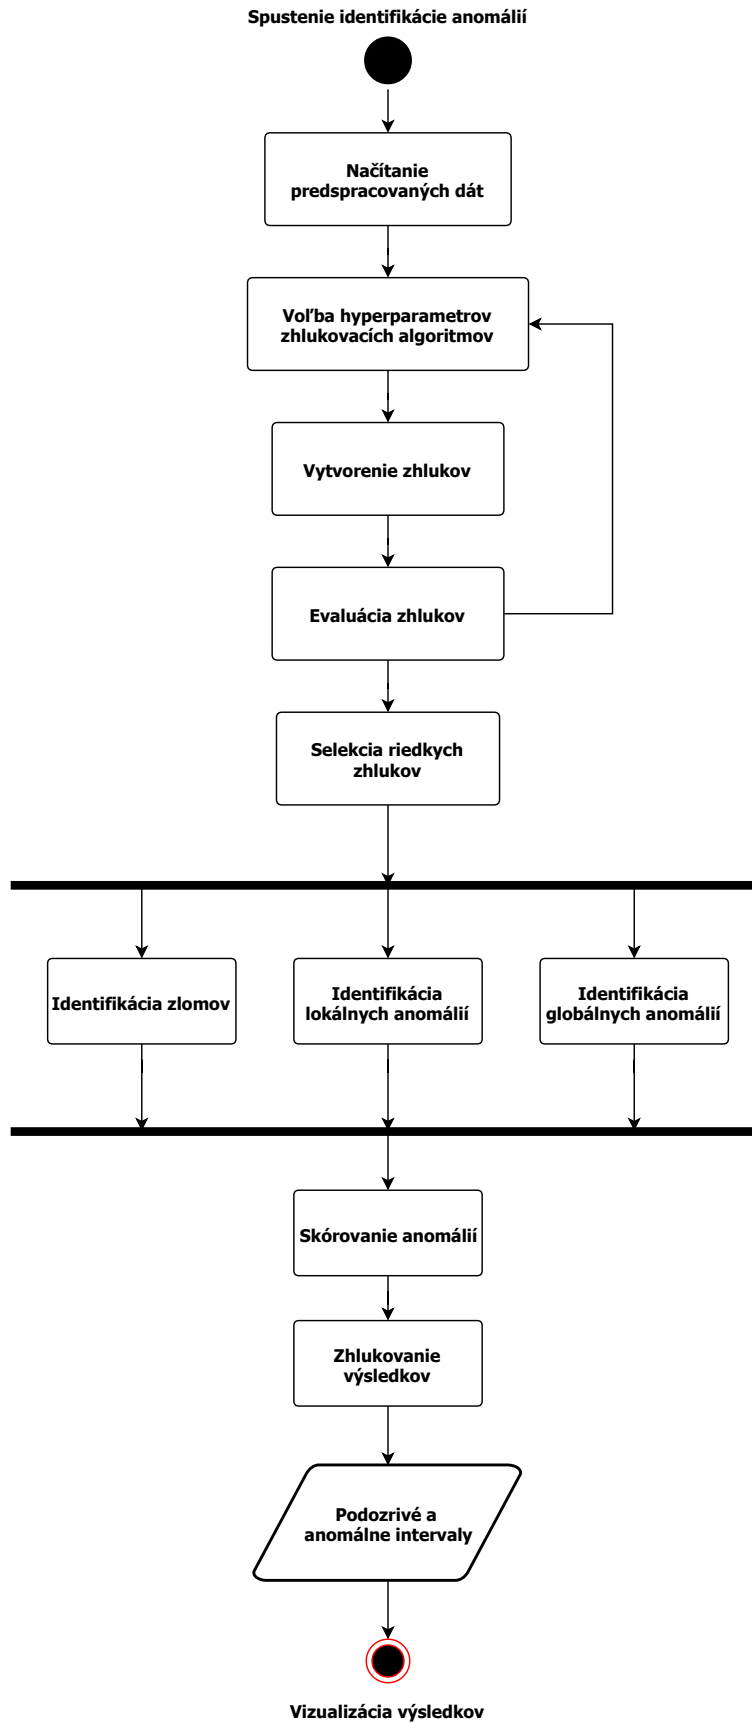 Spustenie identifikácie anomálií
Načítanie
predspracovaných dát
Voľba hyperparametrov
zhlukovacích algoritmov
Vytvorenie zhlukov
Evaluácia zhlukov
Selekcia riedkych
zhlukov
Identifikácia zlomov
Identifikácia
lokálnych anomálií
Identifikácia
globálnych anomálií
Skórovanie anomálií
Zhlukovanie
výsledkov
Podozrivé a
anomálne intervaly
Vizualizácia výsledkov